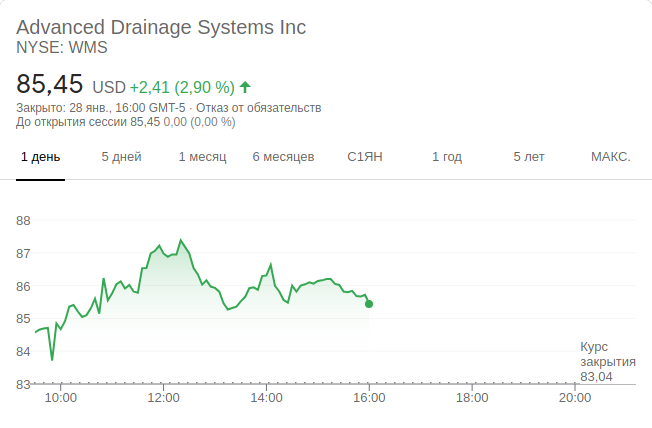 Advanced Drainage Systems Inc
NYSE: WMS
85,45 USD +2,41 (2,90 %)
Закрыто: 28 янв., 16:00 GMT-5 · Отказ от обязательств
До открытия сессии 85,45 0,00 (0,00 %)
1 день 5 дней 1 месяц 6 месяцев С1ЯН 1 год 5 лет МАКС.
88
87
86
85
84
83
Курс
закрытия
83,04
10:00 12:00 14:00 16:00 18:00 20:00